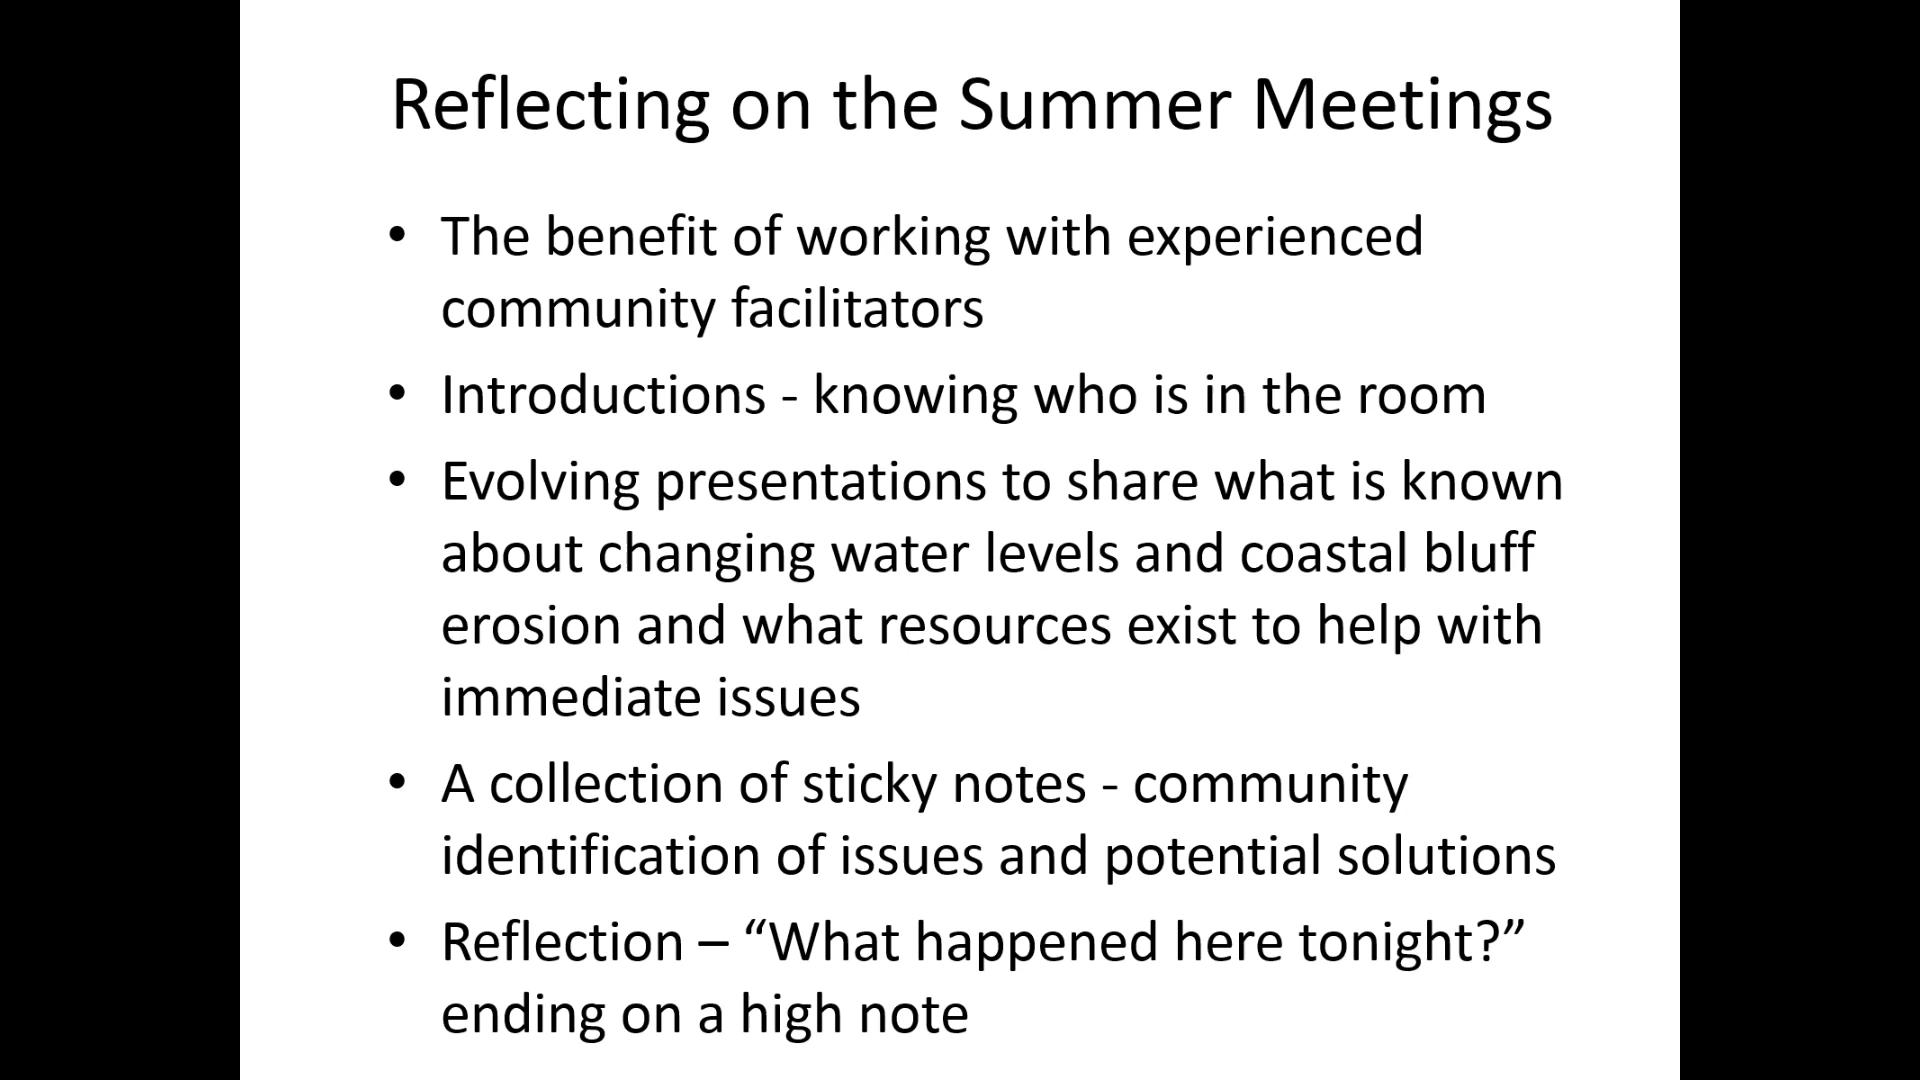 Reflecting on the Summer Meetings
• The benefit of working with experienced
community facilitators
• Introductions - knowing who is in the room
• Evolving presentations to share what is known
about changing water levels and coastal bluff
erosion and what resources exist to help with
immediate issues
• A collection of sticky notes - community
identification of issues and potential solutions
• Reflection – “What happened here tonight?”
ending on a high note